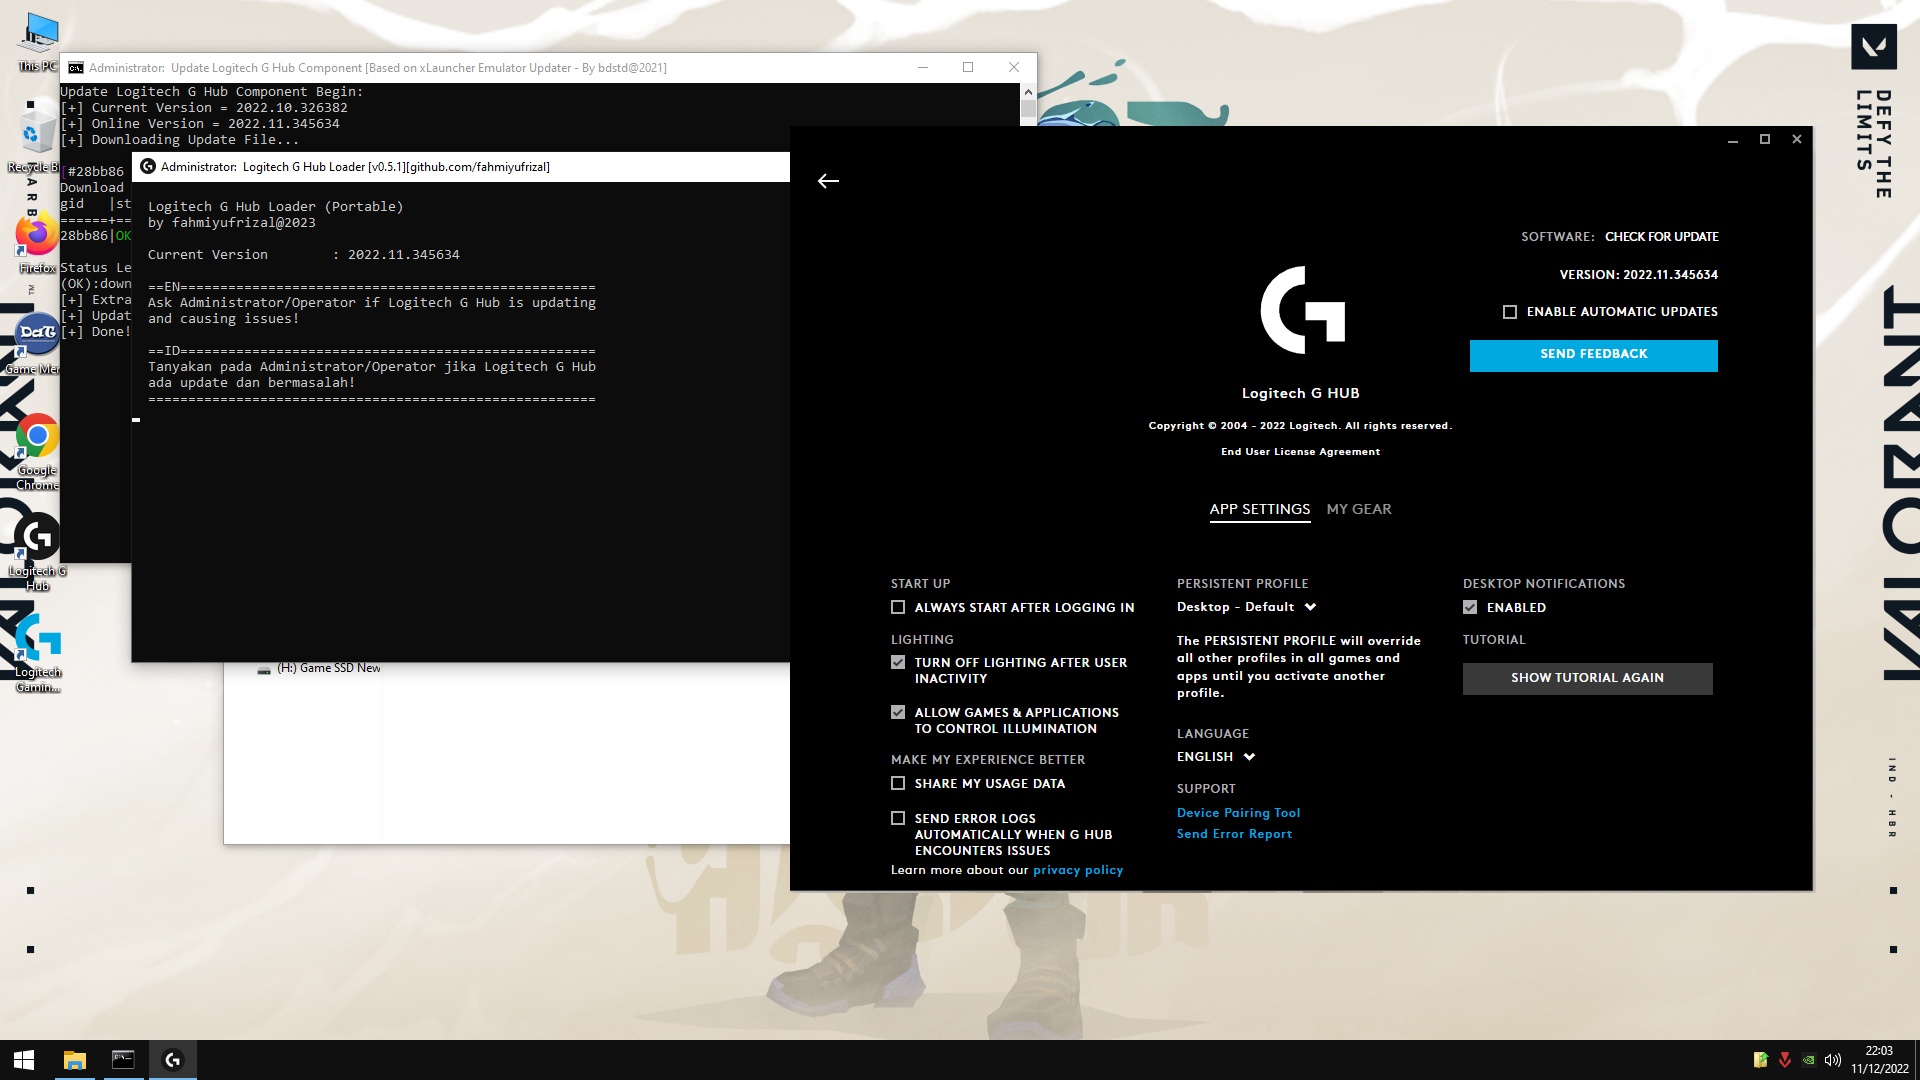 This PC
Recycle B
Firefox
Game Mer
Google
Chrome
Logitech G
Hub
Logitech
Gamin...
Administrator:  Update Logitech G Hub Component [Based on xLauncher Emulator Updater - By bdstd@2021]
Update Logitech G Hub Component Begin:
[+] Current Version = 2022.10.326382
[+] Online Version = 2022.11.345634
[+] Downloading Update File...
[#28bb86
Download
gid   |st
======+==
28bb86|OK
Status Le
(OK):down
[+] Extra
[+] Updat
[+] Done!
Administrator:  Logitech G Hub Loader [v0.5.1][github.com/fahmiyufrizal]
Logitech G Hub Loader (Portable)
by fahmiyufrizal@2023
Current Version        : 2022.11.345634
==EN====================================================
Ask Administrator/Operator if Logitech G Hub is updating
and causing issues!
==ID====================================================
Tanyakan pada Administrator/Operator jika Logitech G Hub
ada update dan bermasalah!
========================================================
(H:) Game SSD New
SOFTWARE: CHECK FOR UPDATE
VERSION: 2022.11.345634
ENABLE AUTOMATIC UPDATES
SEND FEEDBACK
Logitech G HUB
Copyright © 2004 - 2022 Logitech. All rights reserved.
End User License Agreement
APP SETTINGS MY GEAR
START UP
ALWAYS START AFTER LOGGING IN
LIGHTING
TURN OFF LIGHTING AFTER USER
INACTIVITY
ALLOW GAMES & APPLICATIONS
TO CONTROL ILLUMINATION
MAKE MY EXPERIENCE BETTER
SHARE MY USAGE DATA
SEND ERROR LOGS
AUTOMATICALLY WHEN G HUB
ENCOUNTERS ISSUES
Learn more about our privacy policy
PERSISTENT PROFILE
Desktop - Default
The PERSISTENT PROFILE will override
all other profiles in all games and
apps until you activate another
profile.
LANGUAGE
ENGLISH
SUPPORT
Device Pairing Tool
Send Error Report
DESKTOP NOTIFICATIONS
ENABLED
TUTORIAL
SHOW TUTORIAL AGAIN
DEFY THE
LIMITS
VALORANT
IND - HBR
22:03
11/12/2022